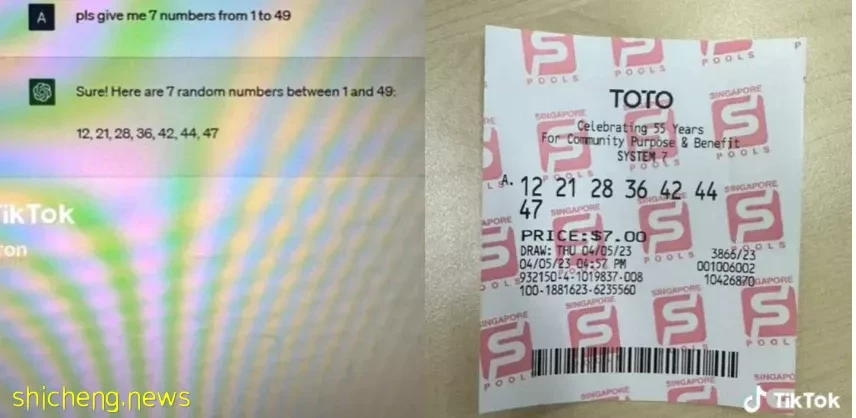 A pls give me 7 numbers from 1 to 49
Sure! Here are 7 random numbers between 1 and 49:
12, 21, 28, 36, 42, 44, 47
TikTok
shicheng.news
SINGAPORE
POOLS
TOTO
Celebrating 55 Years
For Community Purpose & Benefit
SYSTEM 7
A. 12 21 28 36 42 44
47
PRICE:$7.00
DRAW: THU 04/05/23 3866/23
04/05/23 04:57 PM 001006002
932150-4-1019837-008 10426870
100-1881623-6235560
TikTok